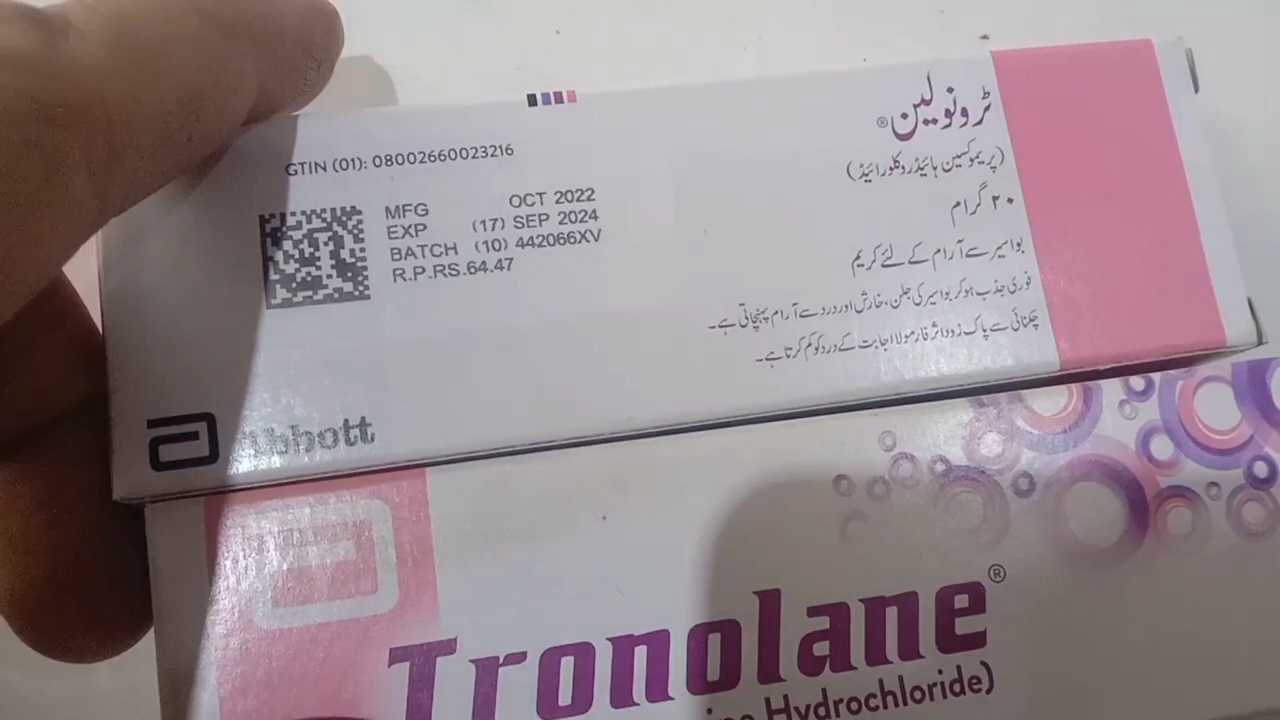 GTIN (01): 08002660023216
MFG OCT 2022
EXP (17) SEP 2024
BATCH (10) 442066XV
R.P.RS.64.47
ٹرونولین®
(پریموکسین ہائیڈروکلورائیڈ)
۲۰ گرام
بواسیر سے آرام کے لئے کریم
فوری جذب ہوکر بواسیر کی جلن، خارش اور درد سے آرام پہنچاتی ہے۔
چکنائی سے پاک زود اثر فارمولا اجابت کے درد کو کم کرتا ہے۔
Abbott
Tronolane®
Hydrochloride)